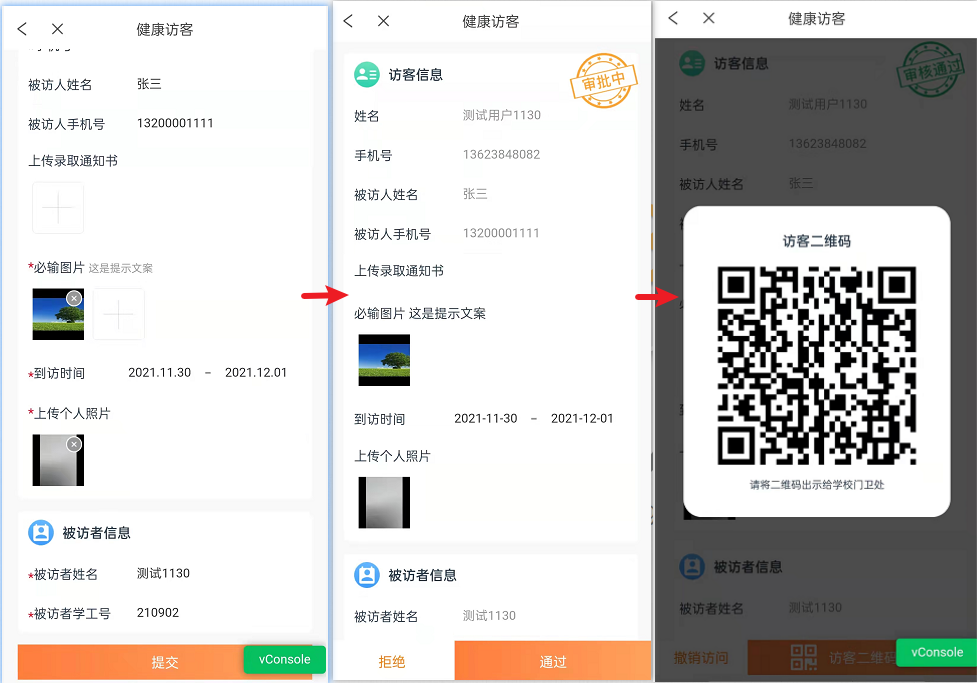 健康访客
被访人姓名 张三
被访人手机号 13200001111
上传录取通知书
*必输图片 这是提示文案
*到访时间 2021.11.30 – 2021.12.01
*上传个人照片
被访者信息
*被访者姓名 测试1130
*被访者学工号 210902
提交
vConsole
健康访客
访客信息
审批中
姓名 测试用户1130
手机号 13623848082
被访人姓名 张三
被访人手机号 13200001111
上传录取通知书
必输图片 这是提示文案
到访时间 2021-11-30 – 2021-12-01
上传个人照片
被访者信息
被访者姓名 测试1130
拒绝 通过
健康访客
访客信息
审核通过
姓名 测试用户1130
手机号 13623848082
被访人姓名 张三
访客二维码
请将二维码出示给学校门卫处
被访者信息
被访者姓名 测试1130
撤销访问 访客二维码
vConsole